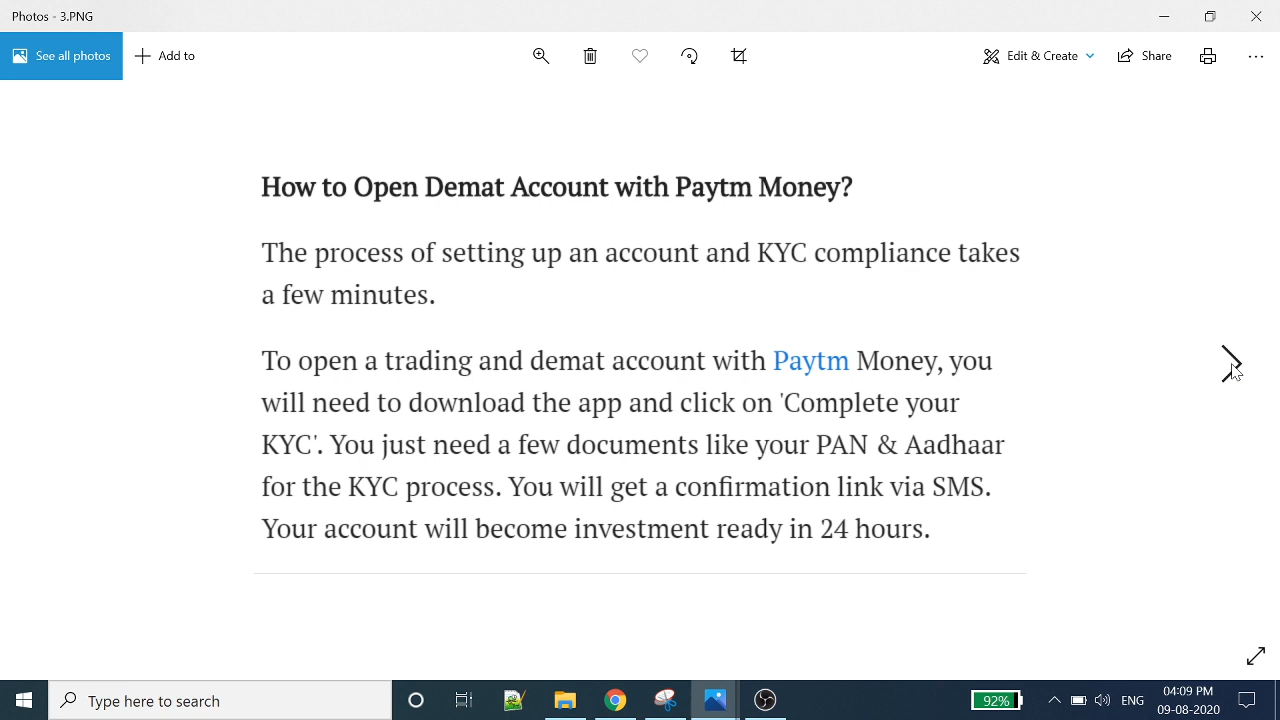 Photos - 3.PNG
See all photos
Add to
Edit & Create
Share
How to Open Demat Account with Paytm Money?
The process of setting up an account and KYC compliance takes
a few minutes.
To open a trading and demat account with Paytm Money, you
will need to download the app and click on 'Complete your
KYC'. You just need a few documents like your PAN & Aadhaar
for the KYC process. You will get a confirmation link via SMS.
Your account will become investment ready in 24 hours.
Type here to search
92%
ENG
04:09 PM
09-08-2020